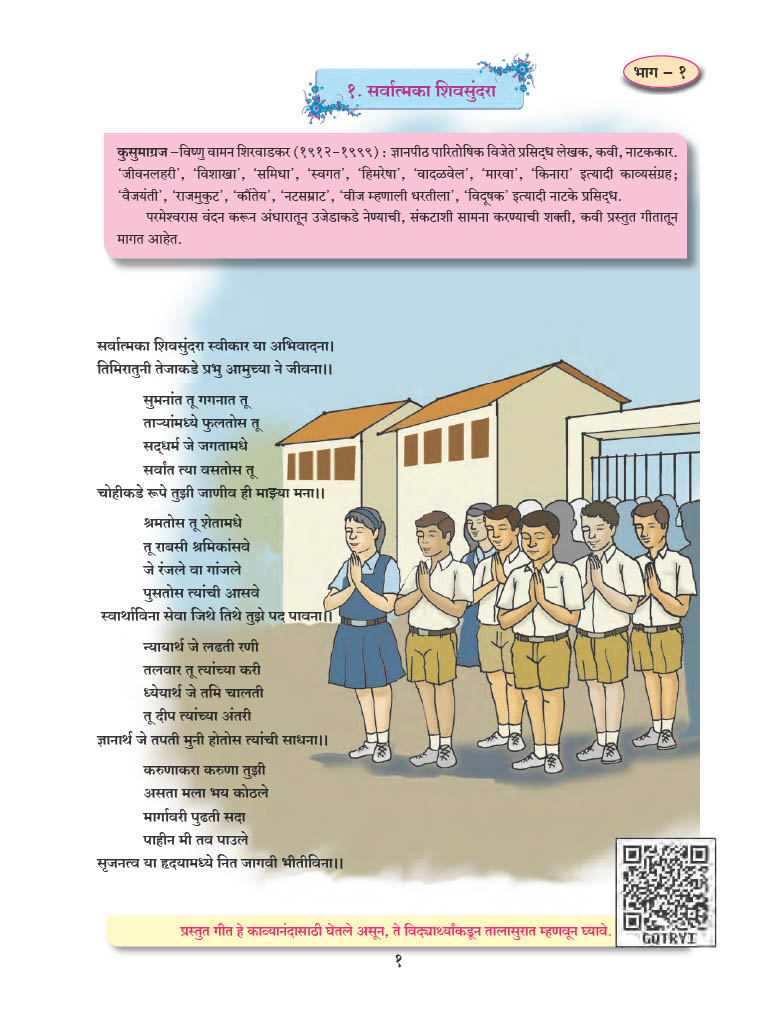 भाग – १
१. सर्वात्मका शिवसुंदरा
कुसुमाग्रज –विष्णु वामन शिरवाडकर (१९१२-१९९९) : ज्ञानपीठ पारितोषिक विजेते प्रसिद्ध लेखक, कवी, नाटककार.
‘जीवनलहरी’, ‘विशाखा’, ‘समिधा’, ‘स्वगत’, ‘हिमरेषा’, ‘वादळवेल’, ‘मारवा’, ‘किनारा’ इत्यादी काव्यसंग्रह;
‘वैजयंती’, ‘राजमुकुट’, ‘कौंतेय’, ‘नटसम्राट’, ‘वीज म्हणाली धरतीला’, ‘विदूषक’ इत्यादी नाटके प्रसिद्ध.
परमेश्वरास वंदन करून अंधारातून उजेडाकडे नेण्याची, संकटाशी सामना करण्याची शक्ती, कवी प्रस्तुत गीतातून
मागत आहेत.
सर्वात्मका शिवसुंदरा स्वीकार या अभिवादना।
तिमिरातुनी तेजाकडे प्रभु आमुच्या ने जीवना।।
सुमनांत तू गगनात तू
ताऱ्यांमध्ये फुलतोस तू
सद्धर्म जे जगतामधे
सर्वांत त्या वसतोस तू
चोहीकडे रूपे तुझी जाणीव ही माझ्या मना।।
श्रमतोस तू शेतामधे
तू राबसी श्रमिकांसवे
जे रंजले वा गांजले
पुसतोस त्यांची आसवे
स्वार्थाविना सेवा जिथे तिथे तुझे पद पावना।।
न्यायार्थ जे लढती रणी
तलवार तू त्यांच्या करी
ध्येयार्थ जे तमि चालती
तू दीप त्यांच्या अंतरी
ज्ञानार्थ जे तपती मुनी होतोस त्यांची साधना।।
करुणाकरा करुणा तुझी
असता मला भय कोठले
मार्गावरी पुढती सदा
पाहीन मी तव पाउले
सृजनत्व या हृदयामध्ये नित जागवी भीतीविना।।
प्रस्तुत गीत हे काव्यानंदासाठी घेतले असून, ते विद्यार्थ्यांकडून तालासुरात म्हणवून घ्यावे.
GQTRYI
१